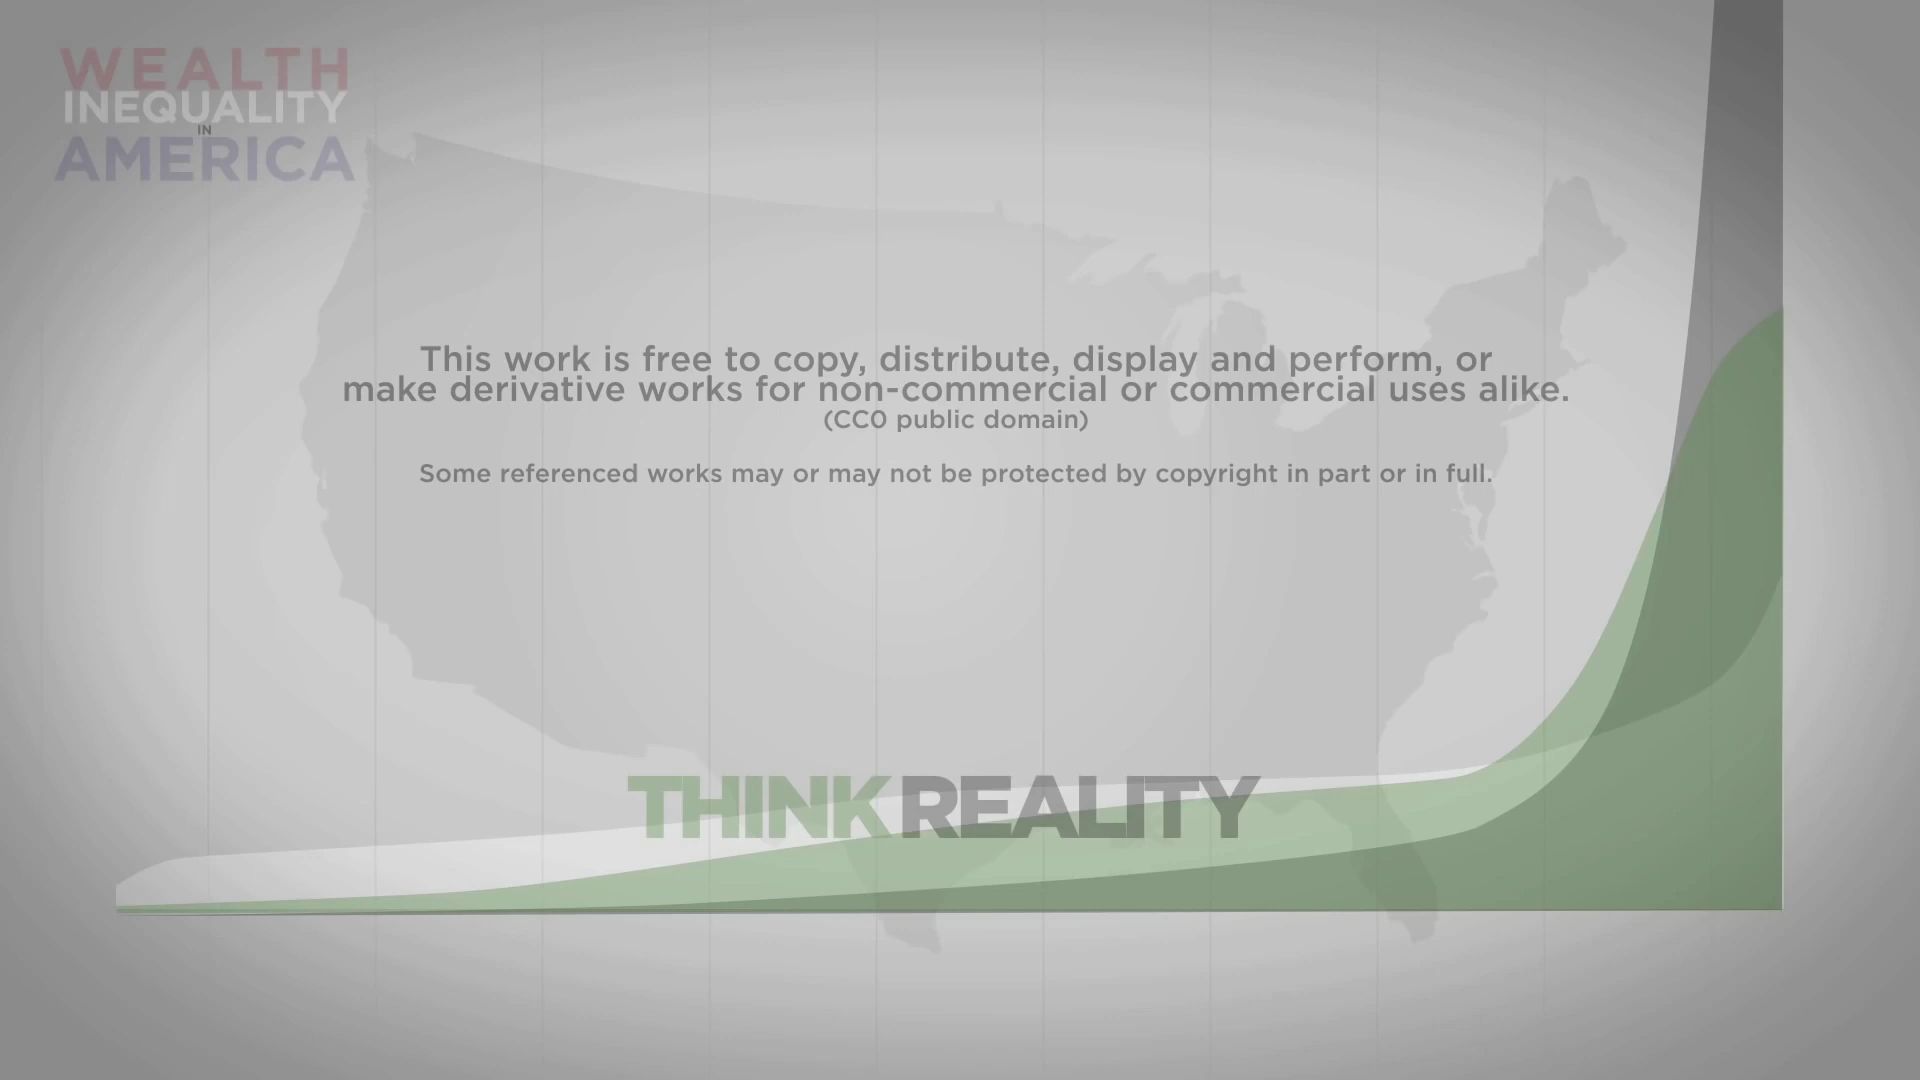 WEALTH
INEQUALITY
IN
AMERICA
This work is free to copy, distribute, display and perform, or
make derivative works for non-commercial or commercial uses alike.
(CC0 public domain)
Some referenced works may or may not be protected by copyright in part or in full.
THINKREALITY